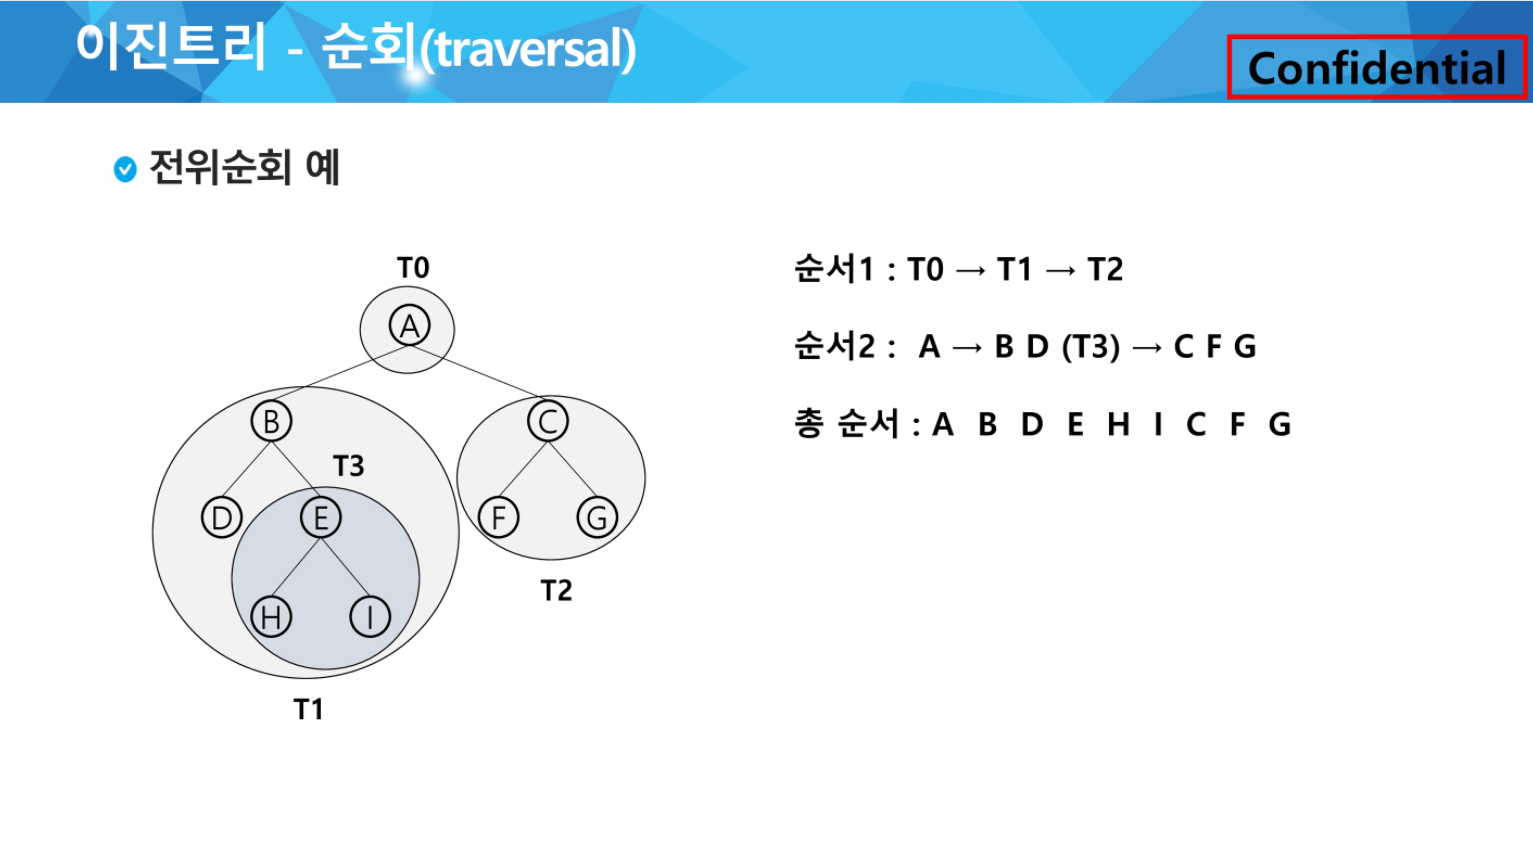 이진트리 - 순회(traversal)
Confidential
전위순회 예
T0
A
B
C
T3
D
E
F
G
H
I
T2
T1
순서1 : T0 → T1 → T2
순서2 : A → B D (T3) → C F G
총 순서 : A B D E H I C F G